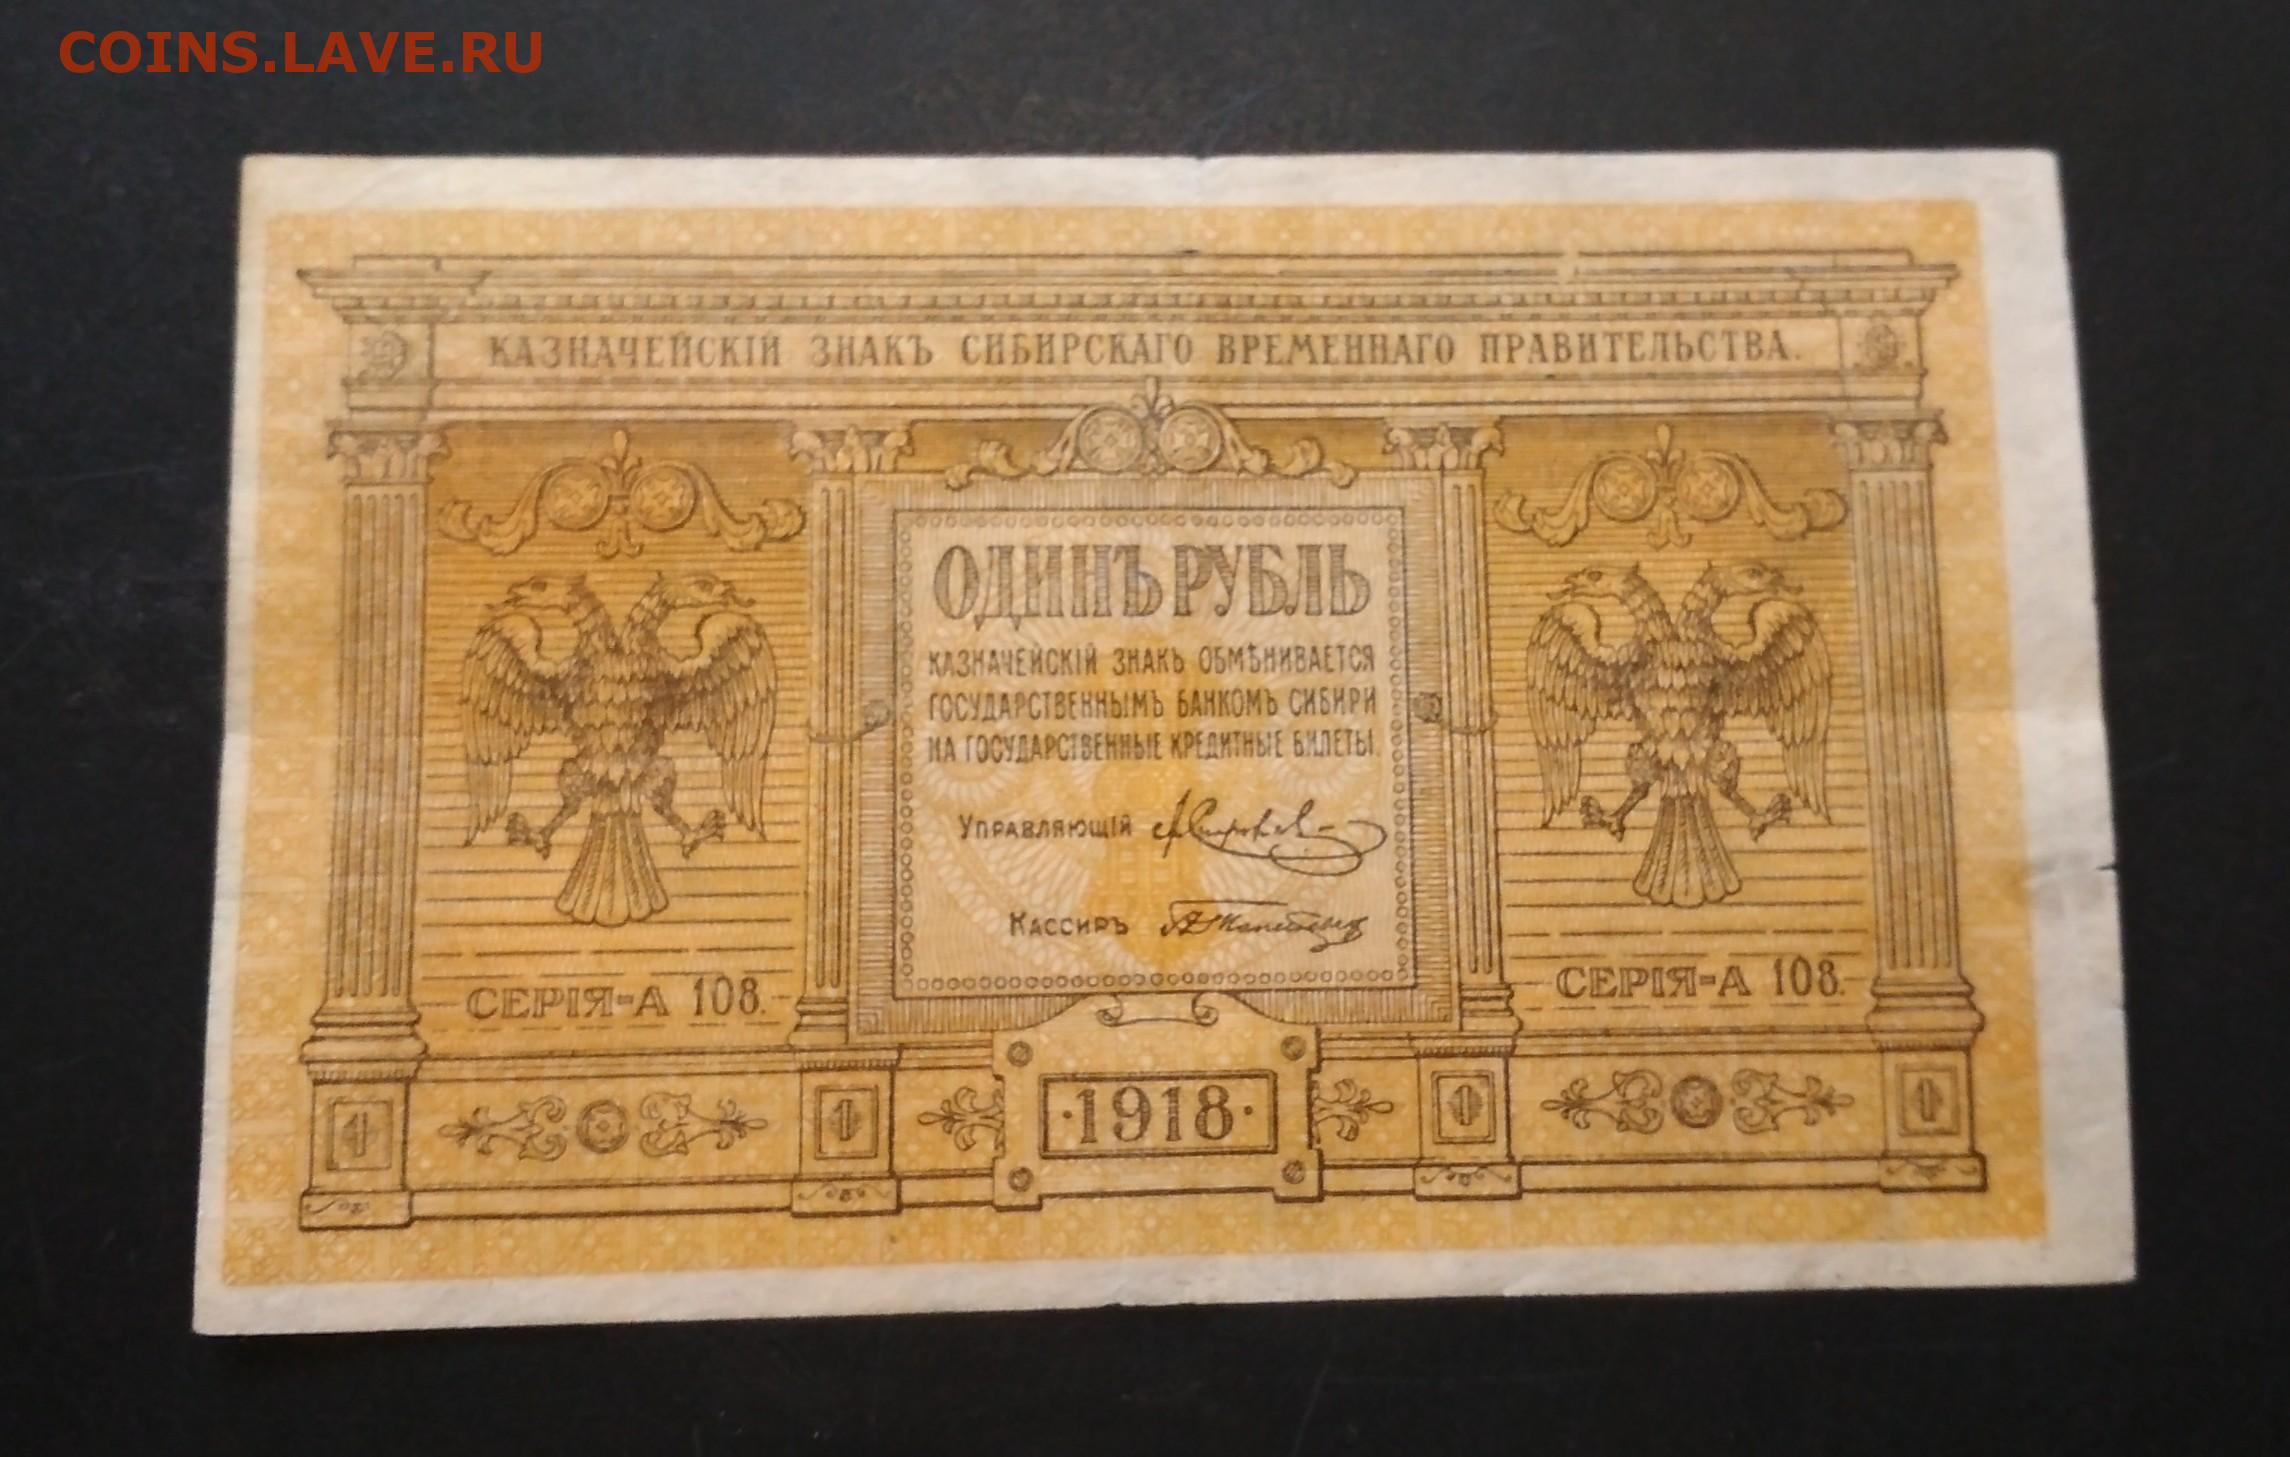 COINS.LAVE.RU
КАЗНАЧЕЙСКІЙ ЗНАКЪ СИБИРСКАГО ВРЕМЕННАГО ПРАВИТЕЛЬСТВА.
ОДИНЪ РУБЛЬ
КАЗНАЧЕЙСКІЙ ЗНАКЪ ОБМѢНИВАЕТСЯ
ГОСУДАРСТВЕННЫМЪ БАНКОМЪ СИБИРИ
НА ГОСУДАРСТВЕННЫЕ КРЕДИТНЫЕ БИЛЕТЫ.
УПРАВЛЯЮЩІЙ
КАССИРЪ
СЕРІЯ-А 108.
СЕРІЯ-А 108.
1 1 1 1
·1918·